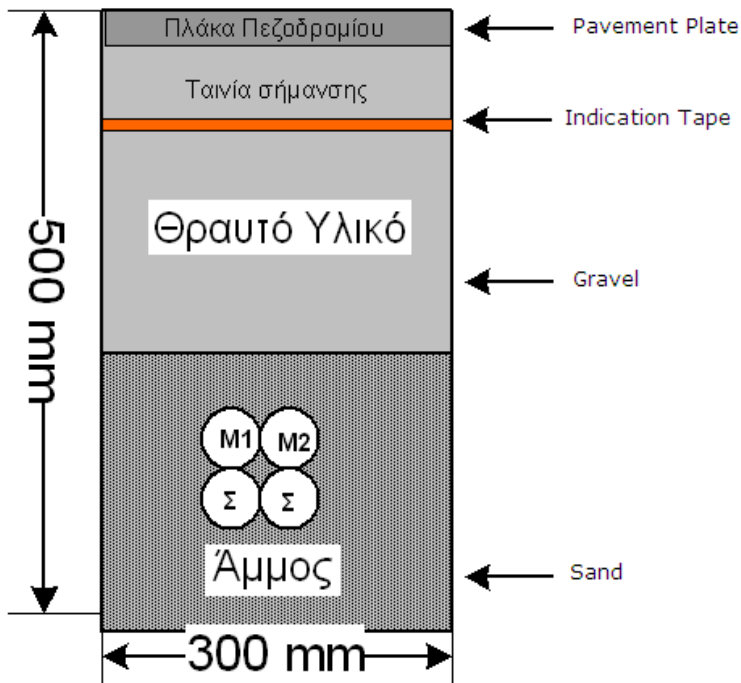 Πλάκα Πεζοδρομίου
Pavement Plate
Ταινία σήμανσης
Indication Tape
Θραυτό Υλικό
500 mm
Gravel
M1 M2
Σ Σ
Άμμος
Sand
300 mm